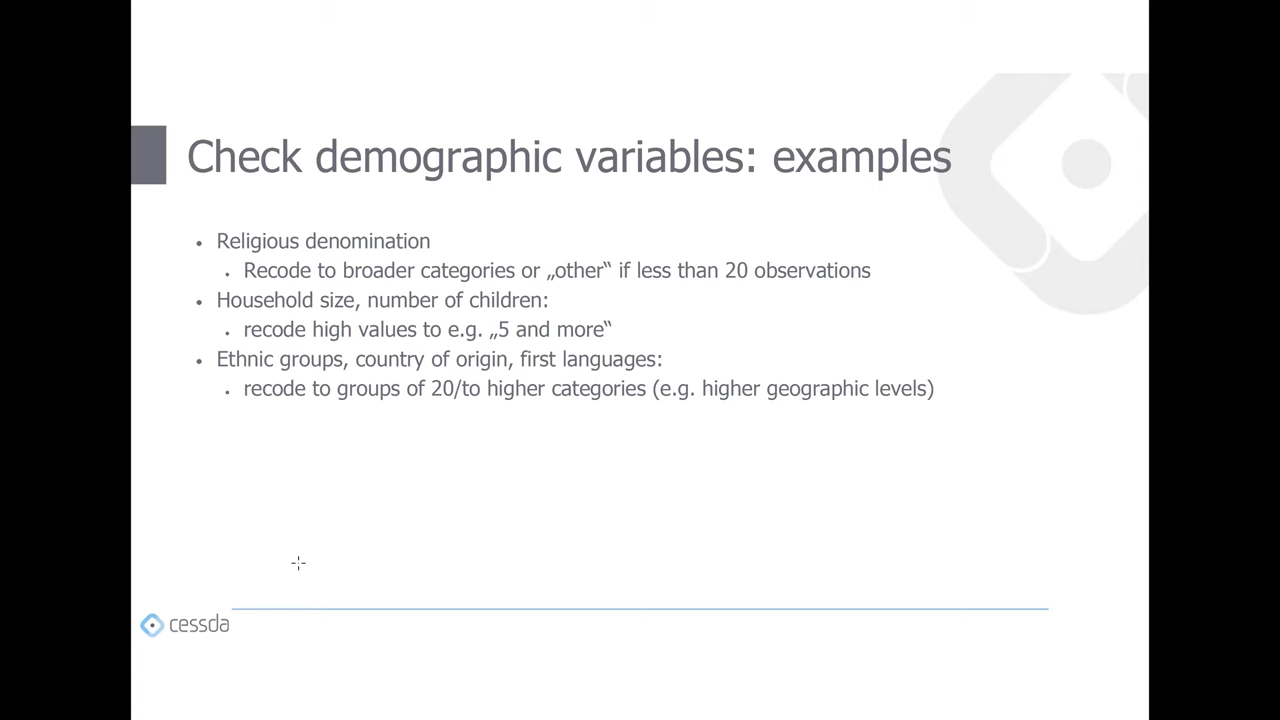 Check demographic variables: examples
• Religious denomination
• Recode to broader categories or „other“ if less than 20 observations
• Household size, number of children:
• recode high values to e.g. „5 and more“
• Ethnic groups, country of origin, first languages:
• recode to groups of 20/to higher categories (e.g. higher geographic levels)
cessda